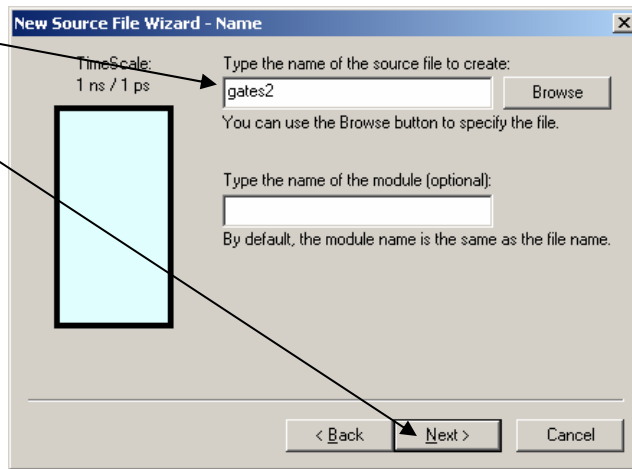 New Source File Wizard - Name
TimeScale:
1 ns / 1 ps
Type the name of the source file to create:
gates2
Browse
You can use the Browse button to specify the file.
Type the name of the module (optional):
By default, the module name is the same as the file name.
< Back
Next >
Cancel